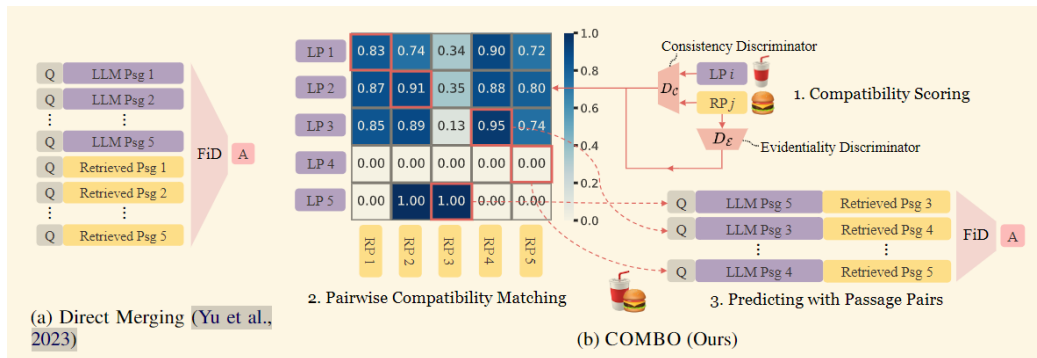 Q LLM Psg 1
Q LLM Psg 2
Q LLM Psg 5
Q Retrieved Psg 1
Q Retrieved Psg 2
Q Retrieved Psg 5
FiD A
(a) Direct Merging (Yu et al.,
2023)
LP 1 0.83 0.74 0.34 0.90 0.72
LP 2 0.87 0.91 0.35 0.88 0.80
LP 3 0.85 0.89 0.13 0.95 0.74
LP 4 0.00 0.00 0.00 0.00 0.00
LP 5 0.00 1.00 1.00 0.00 0.00
RP 1 RP 2 RP 3 RP 4 RP 5
1.0
0.8
0.6
0.4
0.2
0.0
2. Pairwise Compatibility Matching
Consistency Discriminator
D_C LP i
RP j
1. Compatibility Scoring
D_ε
Evidentiality Discriminator
Q LLM Psg 5 Retrieved Psg 3
Q LLM Psg 3 Retrieved Psg 4
Q LLM Psg 4 Retrieved Psg 5
FiD A
3. Predicting with Passage Pairs
(b) COMBO (Ours)